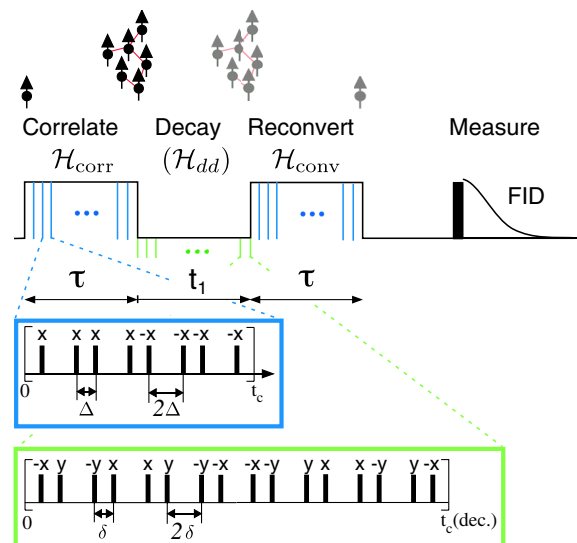 Correlate Decay Reconvert Measure
ℋcorr (ℋdd) ℋconv
FID
τ t1 τ
x x x x -x -x -x -x
0 Δ 2Δ tc
-x y -y x x y -y -x -x -y y x x -y y -x
0 δ 2δ tc(dec.)